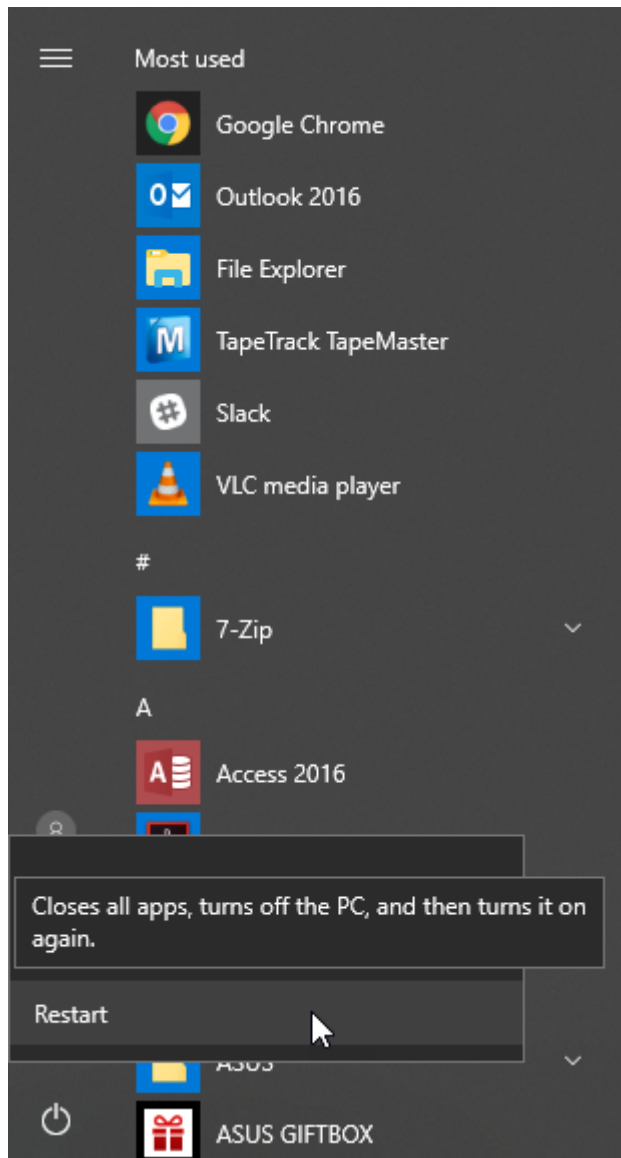 Most used
Google Chrome
Outlook 2016
File Explorer
TapeTrack TapeMaster
Slack
VLC media player
#
7-Zip
A
Access 2016
Closes all apps, turns off the PC, and then turns it on
again.
Restart
ASUS
ASUS GIFTBOX